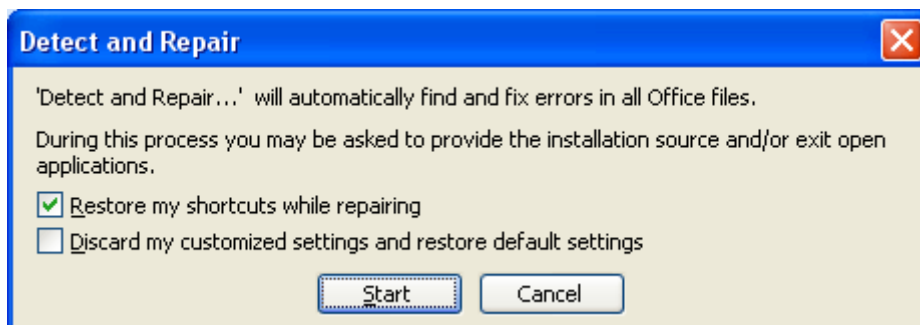 Detect and Repair
'Detect and Repair...' will automatically find and fix errors in all Office files.
During this process you may be asked to provide the installation source and/or exit open
applications.
Restore my shortcuts while repairing
Discard my customized settings and restore default settings
Start Cancel